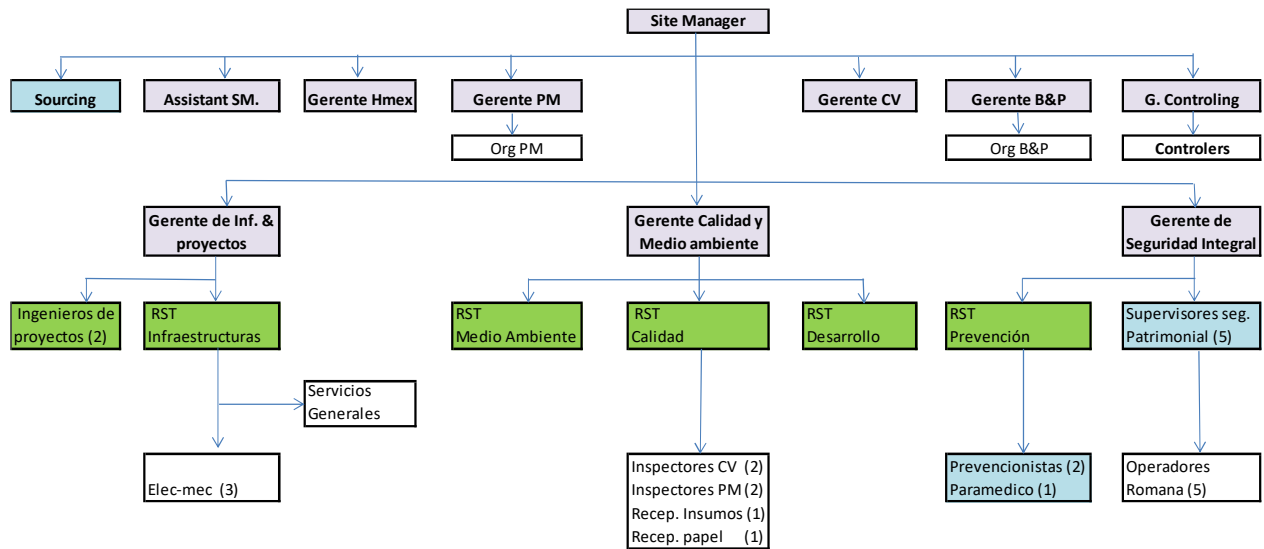 Site Manager
Sourcing
Assistant SM.
Gerente Hmex
Gerente PM
Gerente CV
Gerente B&P
G. Controling
Org PM
Org B&P
Controlers
Gerente de Inf. &
proyectos
Gerente Calidad y
Medio ambiente
Gerente de
Seguridad Integral
Ingenieros de
proyectos (2)
RST
Infraestructuras
RST
Medio Ambiente
RST
Calidad
RST
Desarrollo
RST
Prevención
Supervisores seg.
Patrimonial (5)
Servicios
Generales
Elec-mec (3)
Inspectores CV (2)
Inspectores PM (2)
Recep. Insumos (1)
Recep. papel (1)
Prevencionistas (2)
Paramedico (1)
Operadores
Romana (5)